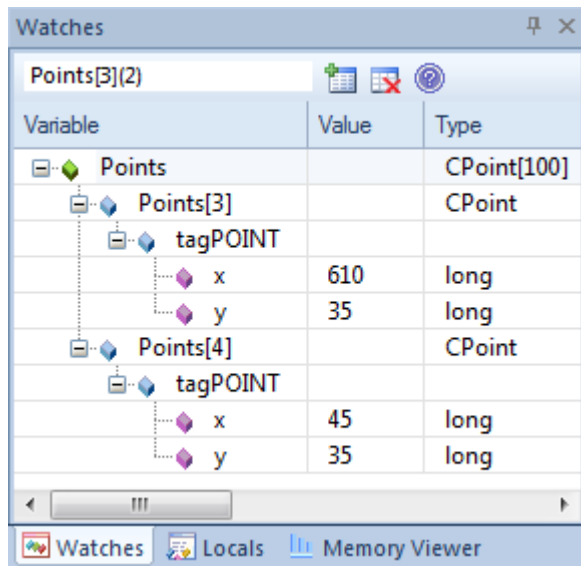 Watches
Points[3](2)
Variable Value Type
Points CPoint[100]
Points[3] CPoint
tagPOINT
x 610 long
y 35 long
Points[4] CPoint
tagPOINT
x 45 long
y 35 long
Watches Locals Memory Viewer